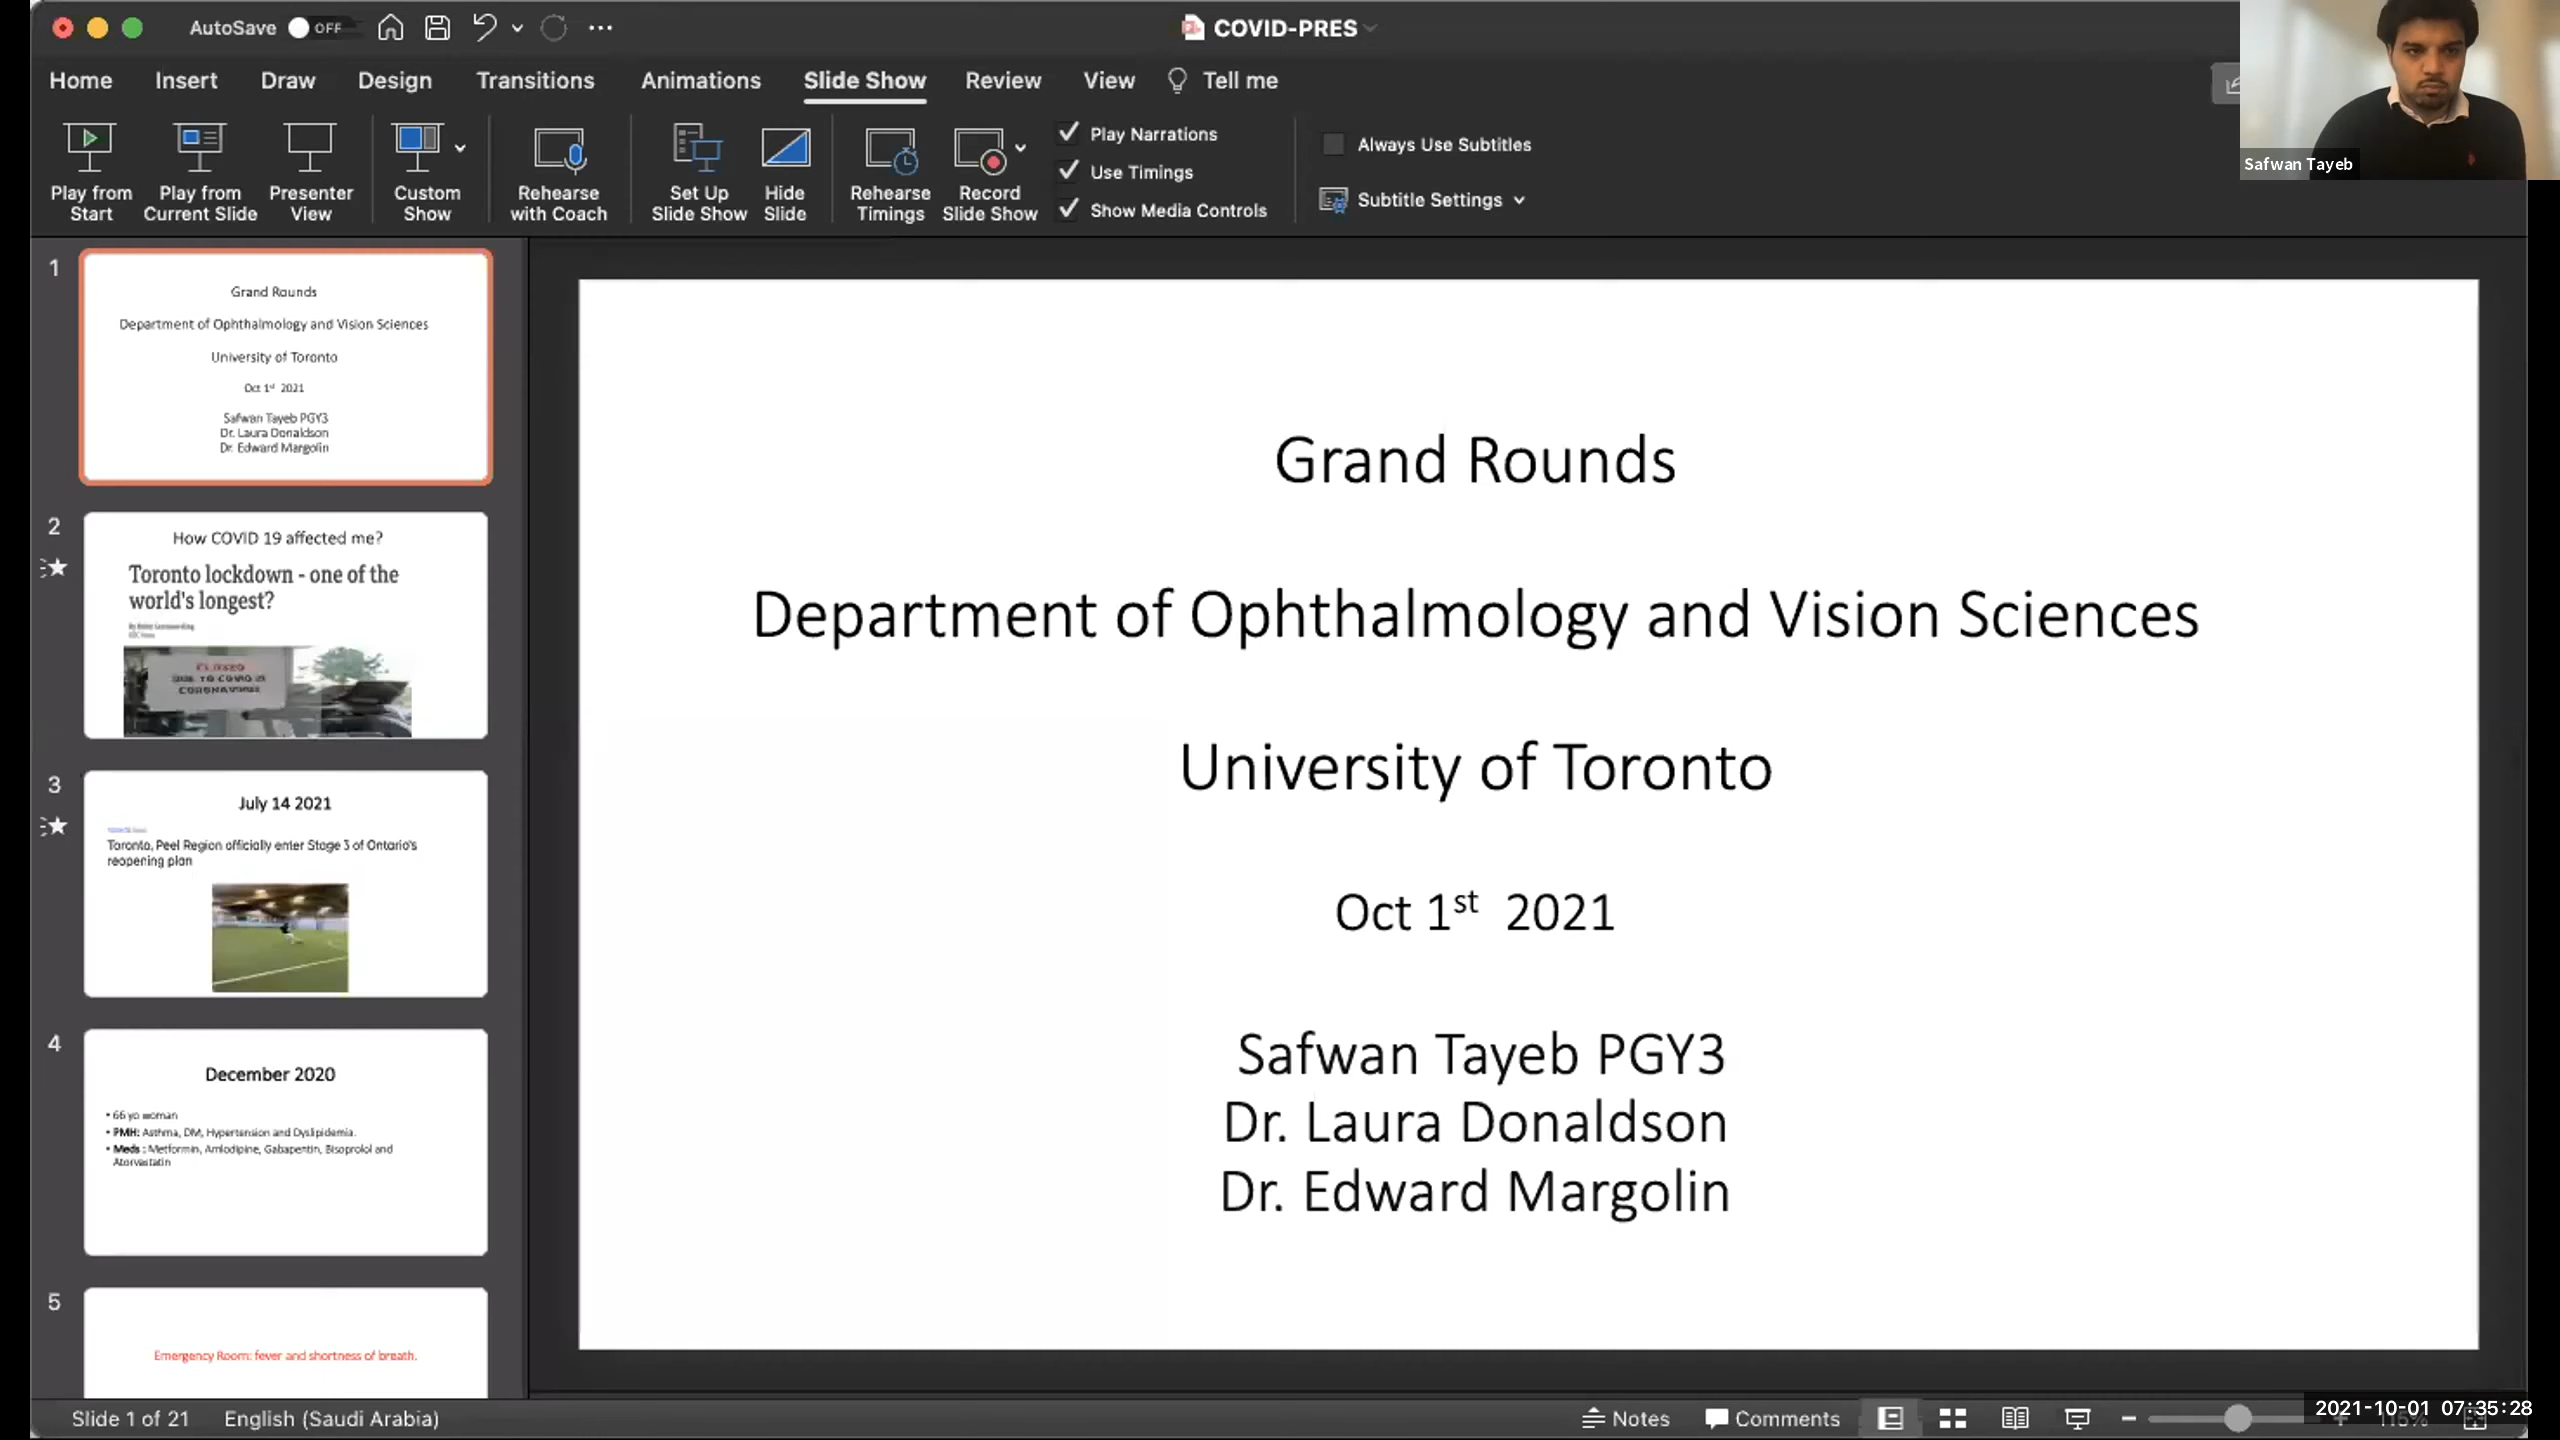 AutoSave OFF
COVID-PRES
Home Insert Draw Design Transitions Animations Slide Show Review View Tell me
Play from Start
Play from Current Slide
Presenter View
Custom Show
Rehearse with Coach
Set Up Slide Show
Hide Slide
Rehearse Timings
Record Slide Show
Play Narrations
Use Timings
Show Media Controls
Always Use Subtitles
Subtitle Settings
Safwan Tayeb
1
Grand Rounds
Department of Ophthalmology and Vision Sciences
University of Toronto
Oct 1st 2021
Safwan Tayeb PGY3
Dr. Laura Donaldson
Dr. Edward Margolin
2
How COVID 19 affected me?
Toronto lockdown - one of the
world's longest?
CLOSED
DUE TO COVID 19
CORONAVIRUS
3
July 14 2021
Toronto, Peel Region officially enter Stage 3 of Ontario's
reopening plan
4
December 2020
• 66 yo woman
• PMH: Asthma, DM, Hypertension and Dyslipidemia.
• Meds : Metformin, Amlodipine, Gabapentin, Bisoprolol and
Atorvastatin
5
Emergency Room: fever and shortness of breath.
Grand Rounds
Department of Ophthalmology and Vision Sciences
University of Toronto
Oct 1st 2021
Safwan Tayeb PGY3
Dr. Laura Donaldson
Dr. Edward Margolin
Slide 1 of 21 English (Saudi Arabia)
Notes Comments
2021-10-01 07:35:28